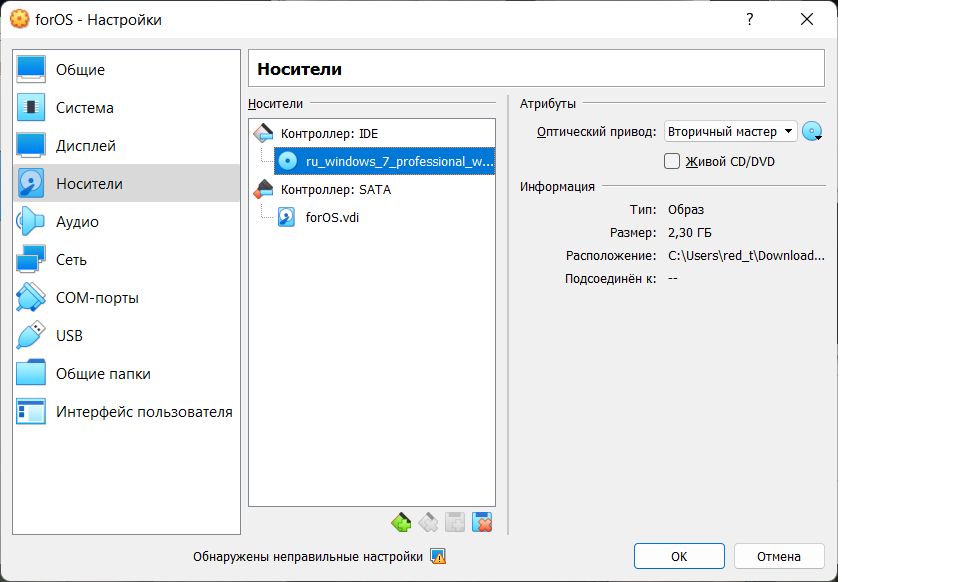 forOS - Настройки
?
Общие
Система
Дисплей
Носители
Аудио
Сеть
COM-порты
USB
Общие папки
Интерфейс пользователя
Носители
Носители
Контроллер: IDE
ru_windows_7_professional_w...
Контроллер: SATA
forOS.vdi
Атрибуты
Оптический привод: Вторичный мастер
Живой CD/DVD
Информация
Тип: Образ
Размер: 2,30 ГБ
Расположение: C:\Users\red_t\Download...
Подсоединён к: --
Обнаружены неправильные настройки
OK
Отмена